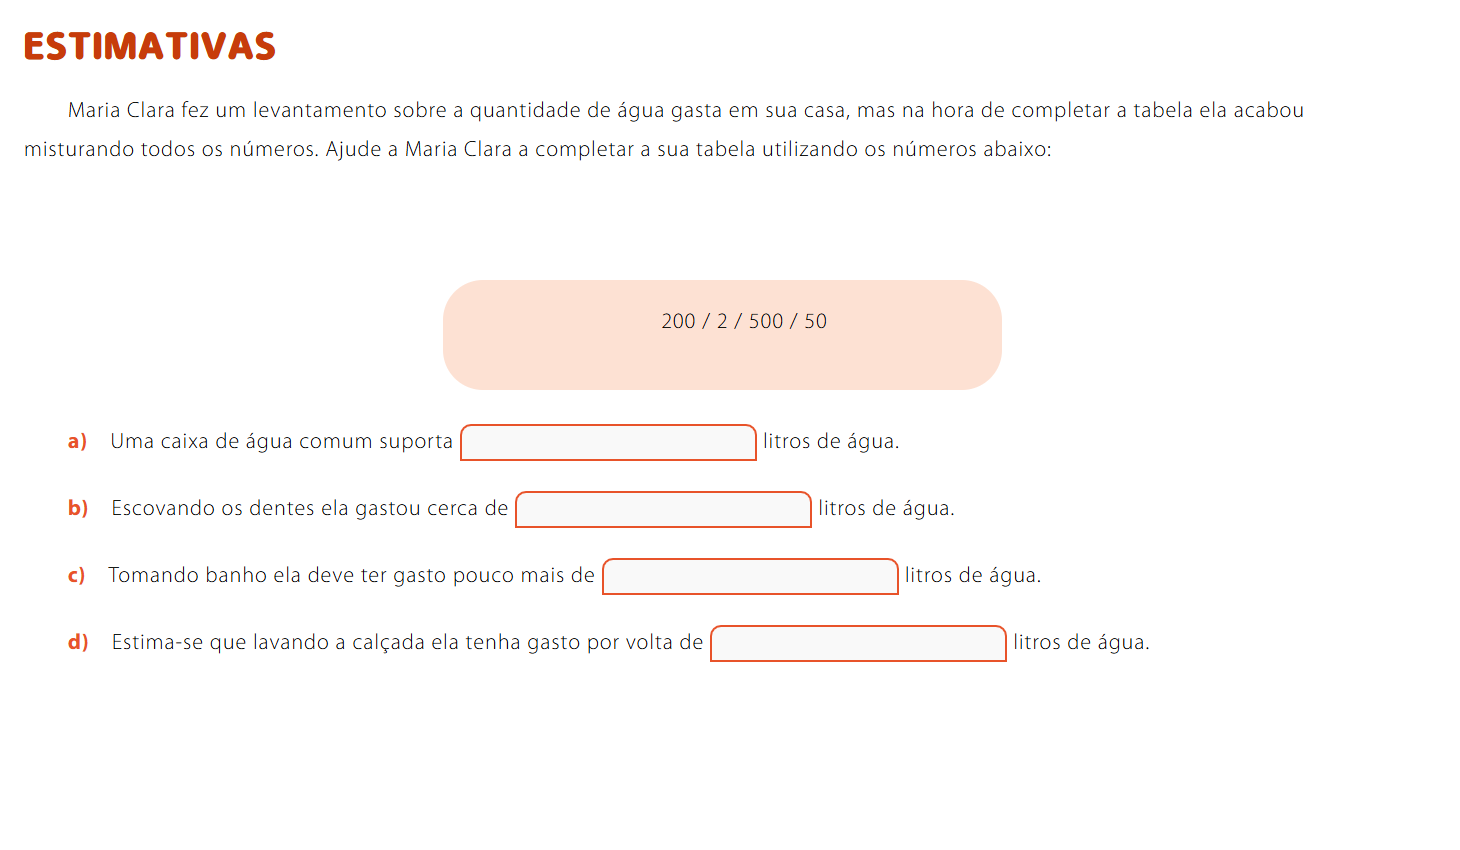 ESTIMATIVAS
Maria Clara fez um levantamento sobre a quantidade de água gasta em sua casa, mas na hora de completar a tabela ela acabou
misturando todos os números. Ajude a Maria Clara a completar a sua tabela utilizando os números abaixo:
200 / 2 / 500 / 50
a) Uma caixa de água comum suporta litros de água.
b) Escovando os dentes ela gastou cerca de litros de água.
c) Tomando banho ela deve ter gasto pouco mais de litros de água.
d) Estima-se que lavando a calçada ela tenha gasto por volta de litros de água.